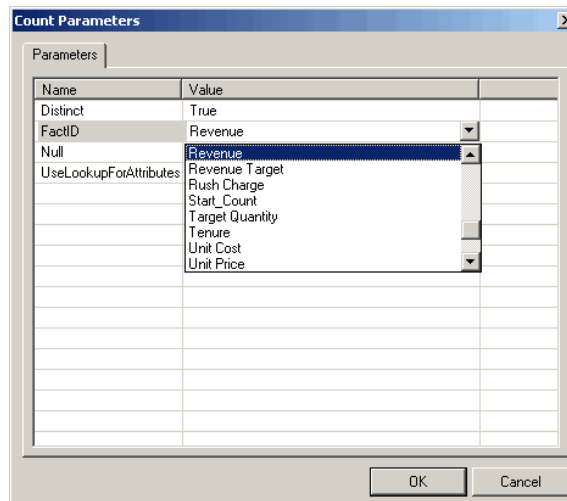 Count Parameters
Parameters
Name Value
Distinct True
FactID Revenue
Null Revenue
UseLookupForAttributes Revenue Target
Rush Charge
Start_Count
Target Quantity
Tenure
Unit Cost
Unit Price
OK Cancel